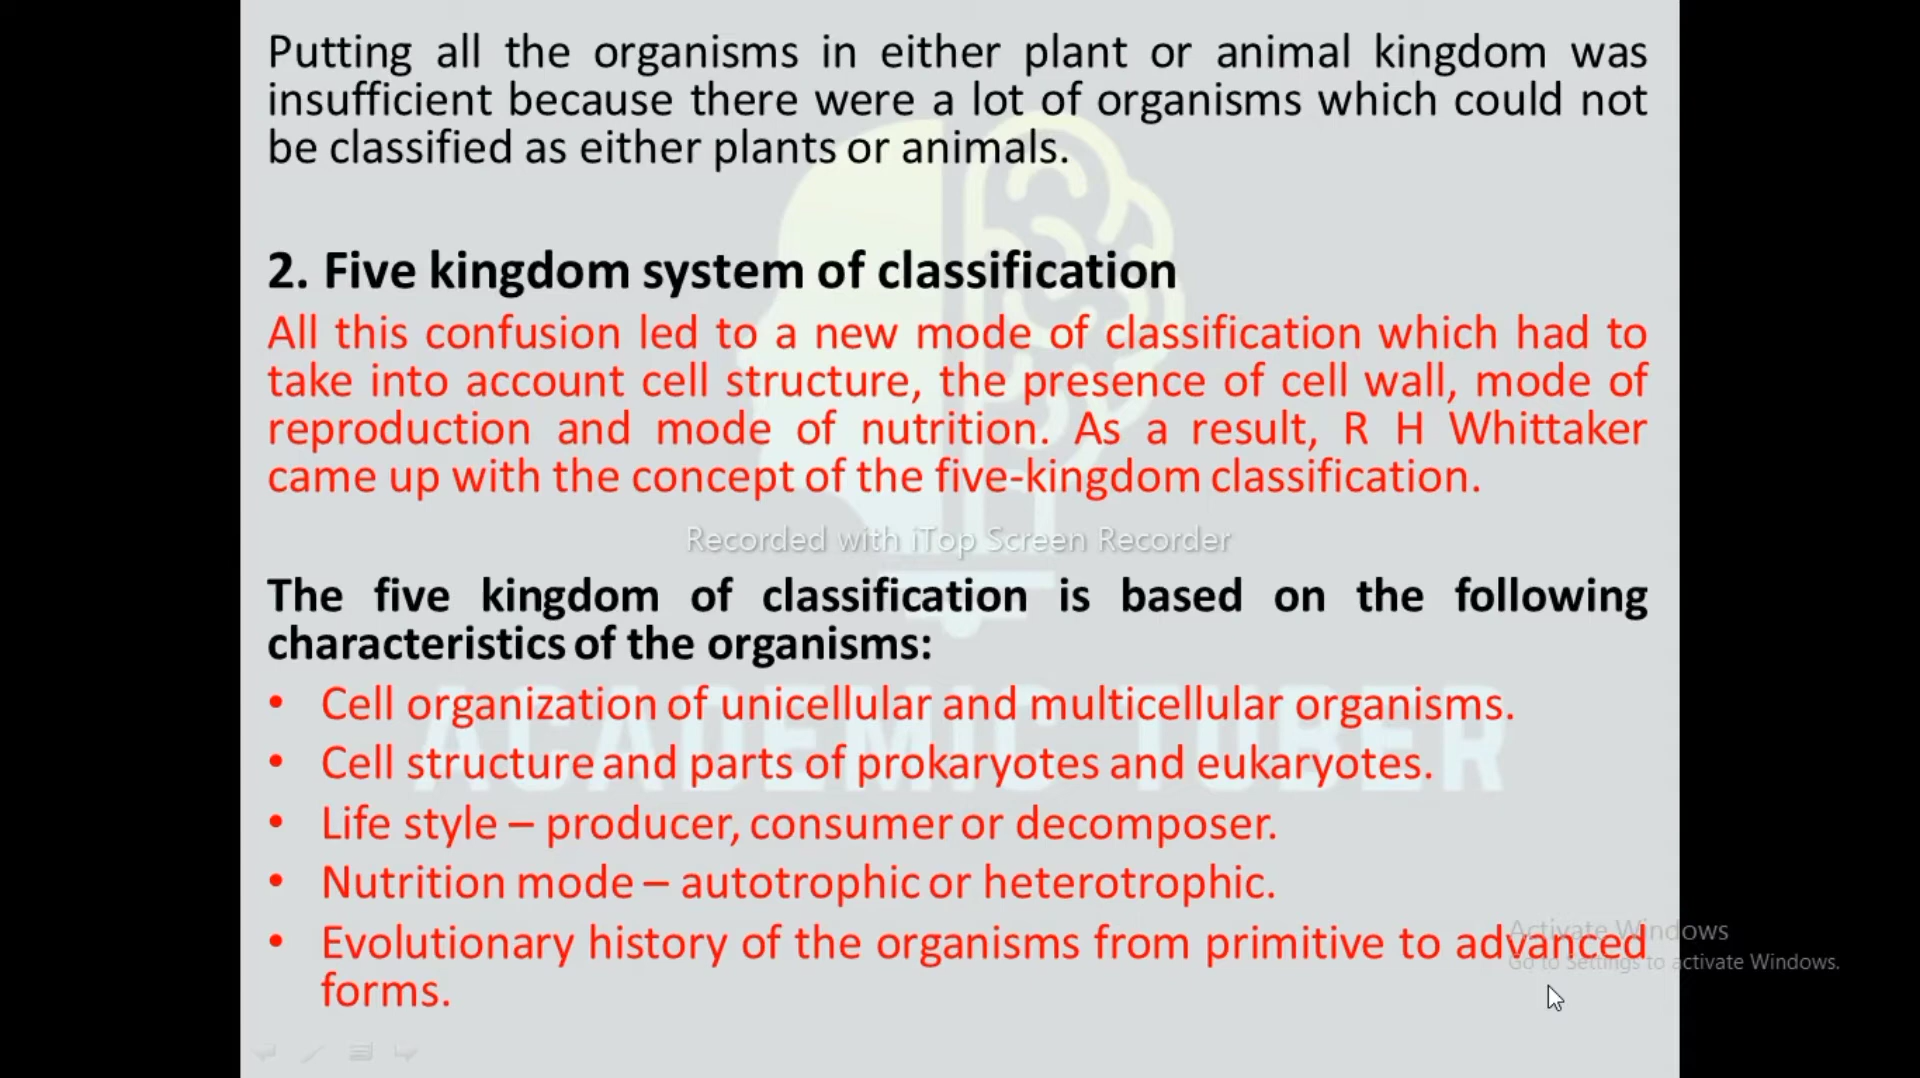 Putting all the organisms in either plant or animal kingdom was
insufficient because there were a lot of organisms which could not
be classified as either plants or animals.
2. Five kingdom system of classification
All this confusion led to a new mode of classification which had to
take into account cell structure, the presence of cell wall, mode of
reproduction and mode of nutrition. As a result, R H Whittaker
came up with the concept of the five-kingdom classification.
Recorded with iTop Screen Recorder
The five kingdom of classification is based on the following
characteristics of the organisms:
• Cell organization of unicellular and multicellular organisms.
ACADEMIC TUBER
• Cell structure and parts of prokaryotes and eukaryotes.
• Life style – producer, consumer or decomposer.
• Nutrition mode – autotrophic or heterotrophic.
Activate Windows
• Evolutionary history of the organisms from primitive to advanced
Go to Settings to activate Windows.
forms.